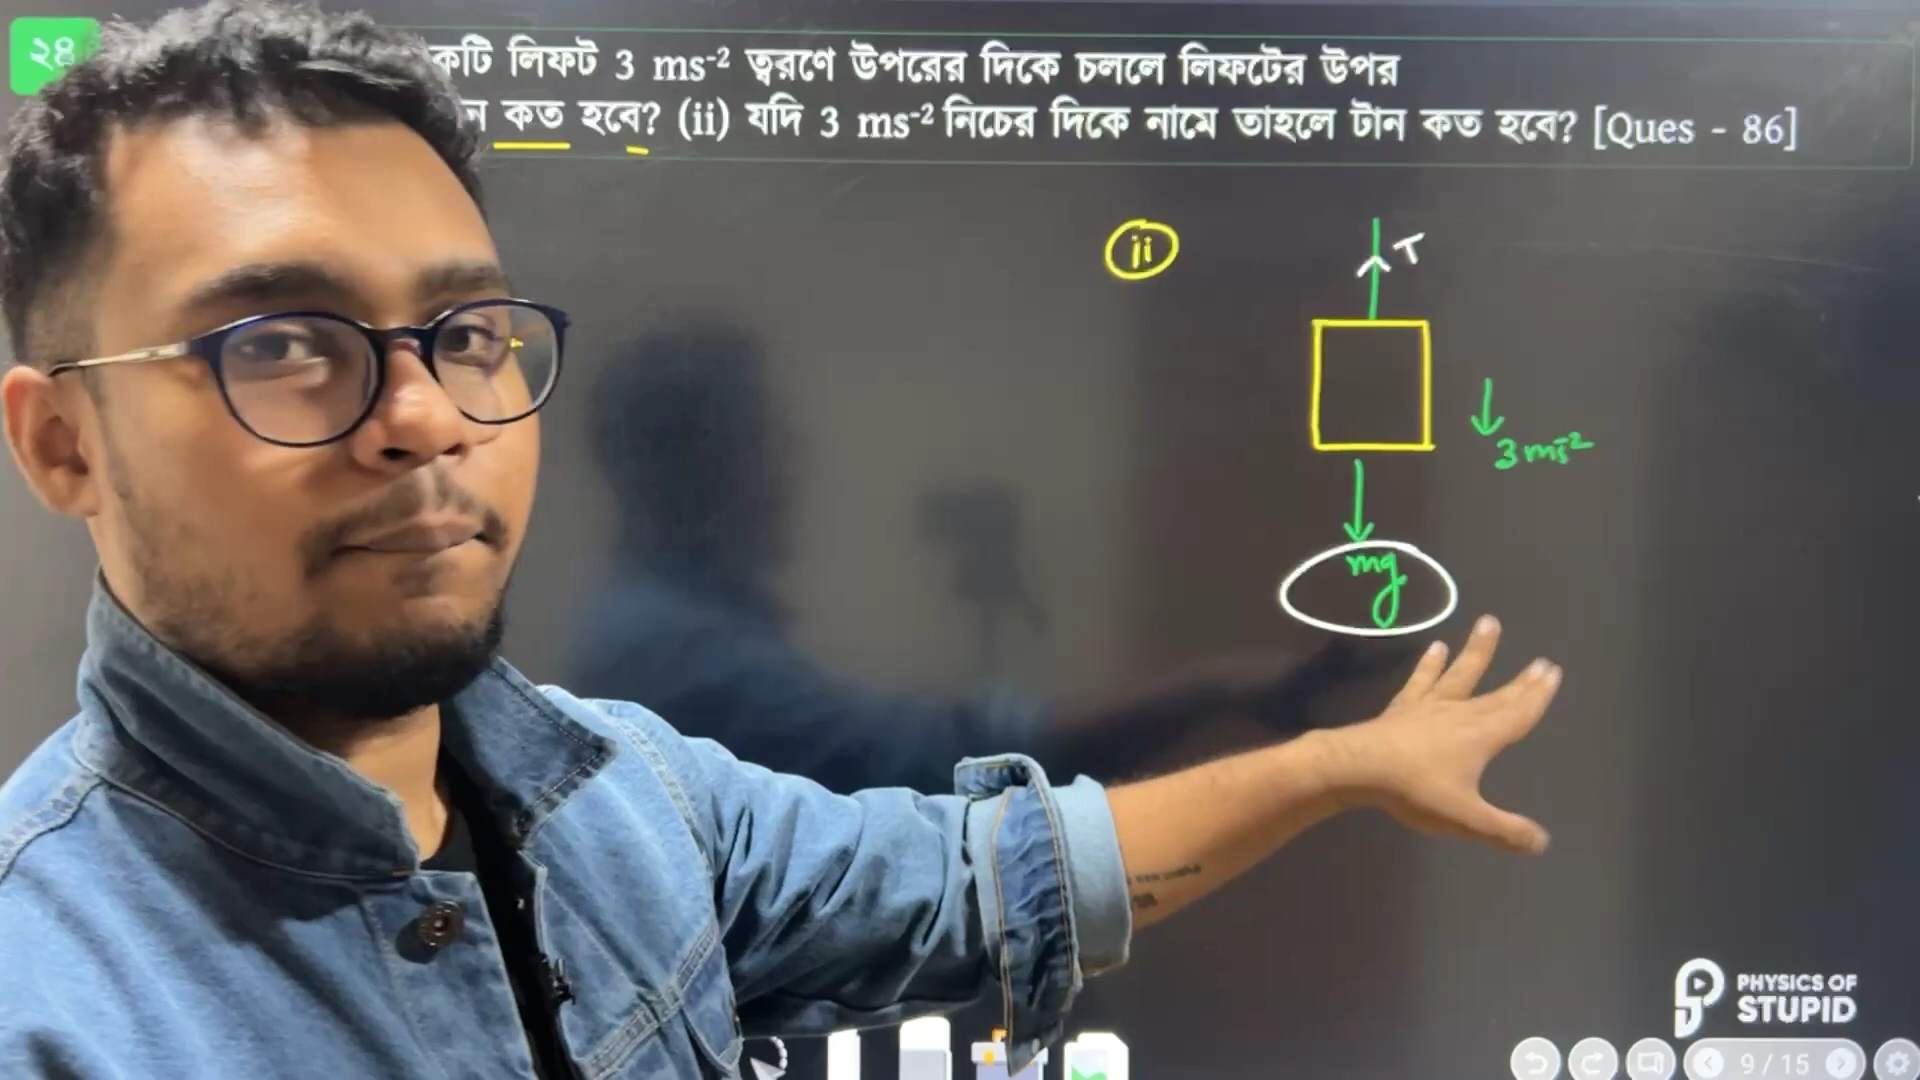 ২৪
কটি লিফট 3 ms⁻² ত্বরণে উপরের দিকে চললে লিফটের উপর
ন কত হবে? (ii) যদি 3 ms⁻² নিচের দিকে নামে তাহলে টান কত হবে? [Ques - 86]
ii
T
3 ms⁻²
mg
PHYSICS OF
STUPID
9 / 15